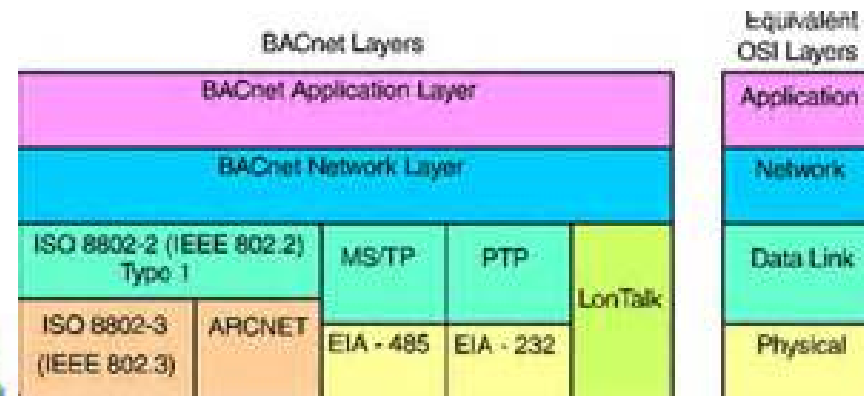 BACnet Layers
Equivalent
OSI Layers
BACnet Application Layer
Application
BACnet Network Layer
Network
ISO 8802-2 (IEEE 802.2)
Type 1
MS/TP
PTP
LonTalk
Data Link
ISO 8802-3
(IEEE 802.3)
ARCNET
EIA - 485
EIA - 232
Physical